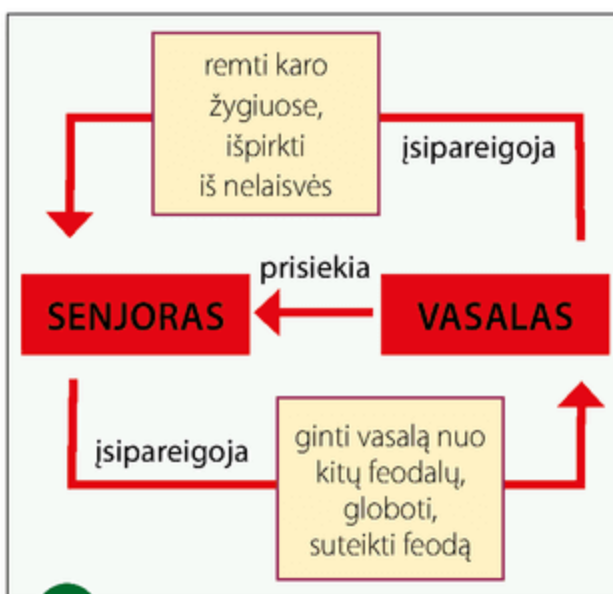 remti karo
žygiuose,
išpirkti
iš nelaisvės
įsipareigoja
prisiekia
SENJORAS
VASALAS
įsipareigoja
ginti vasalą nuo
kitų feodalų,
globoti,
suteikti feodą